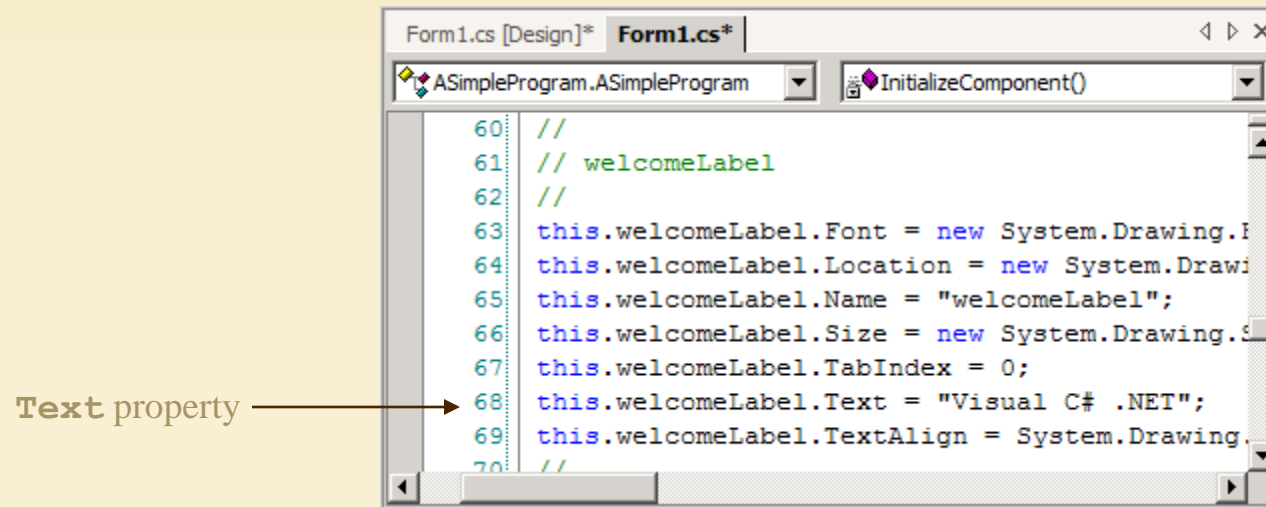 Form1.cs [Design]* Form1.cs*
ASimpleProgram.ASimpleProgram InitializeComponent()
60 //
61 // welcomeLabel
62 //
63 this.welcomeLabel.Font = new System.Drawing.
64 this.welcomeLabel.Location = new System.Drawi
65 this.welcomeLabel.Name = "welcomeLabel";
66 this.welcomeLabel.Size = new System.Drawing.
67 this.welcomeLabel.TabIndex = 0;
Text property
68 this.welcomeLabel.Text = "Visual C# .NET";
69 this.welcomeLabel.TextAlign = System.Drawing.
70 //